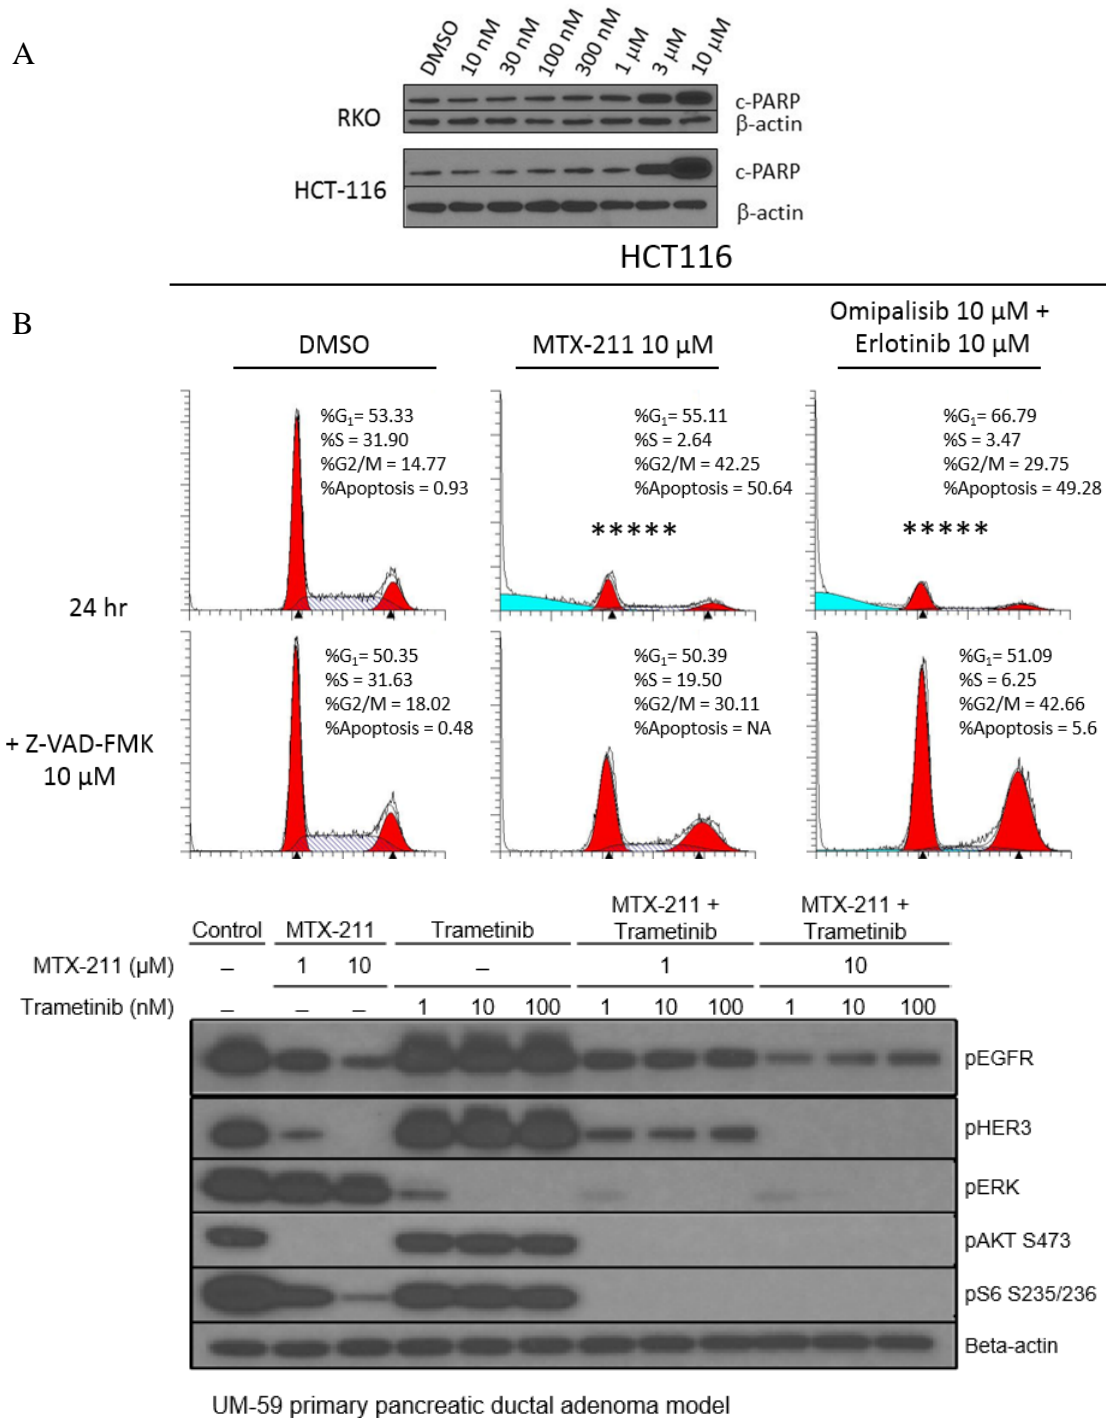 A
DMSO 10 nM 30 nM 100 nM 300 nM 1 µM 3 µM 10 µM
RKO
c-PARP
β-actin
HCT-116
c-PARP
β-actin
HCT116
B
DMSO
MTX-211 10 µM
Omipalisib 10 µM +
Erlotinib 10 µM
24 hr
%G1= 53.33
%S = 31.90
%G2/M = 14.77
%Apoptosis = 0.93
%G1= 55.11
%S = 2.64
%G2/M = 42.25
%Apoptosis = 50.64
*****
%G1= 66.79
%S = 3.47
%G2/M = 29.75
%Apoptosis = 49.28
*****
+ Z-VAD-FMK
10 µM
%G1= 50.35
%S = 31.63
%G2/M = 18.02
%Apoptosis = 0.48
%G1= 50.39
%S = 19.50
%G2/M = 30.11
%Apoptosis = NA
%G1= 51.09
%S = 6.25
%G2/M = 42.66
%Apoptosis = 5.6
Control MTX-211 Trametinib MTX-211 + Trametinib MTX-211 + Trametinib
MTX-211 (µM) – 1 10 – 1 10
Trametinib (nM) – – – 1 10 100 1 10 100 1 10 100
pEGFR
pHER3
pERK
pAKT S473
pS6 S235/236
Beta-actin
UM-59 primary pancreatic ductal adenoma model